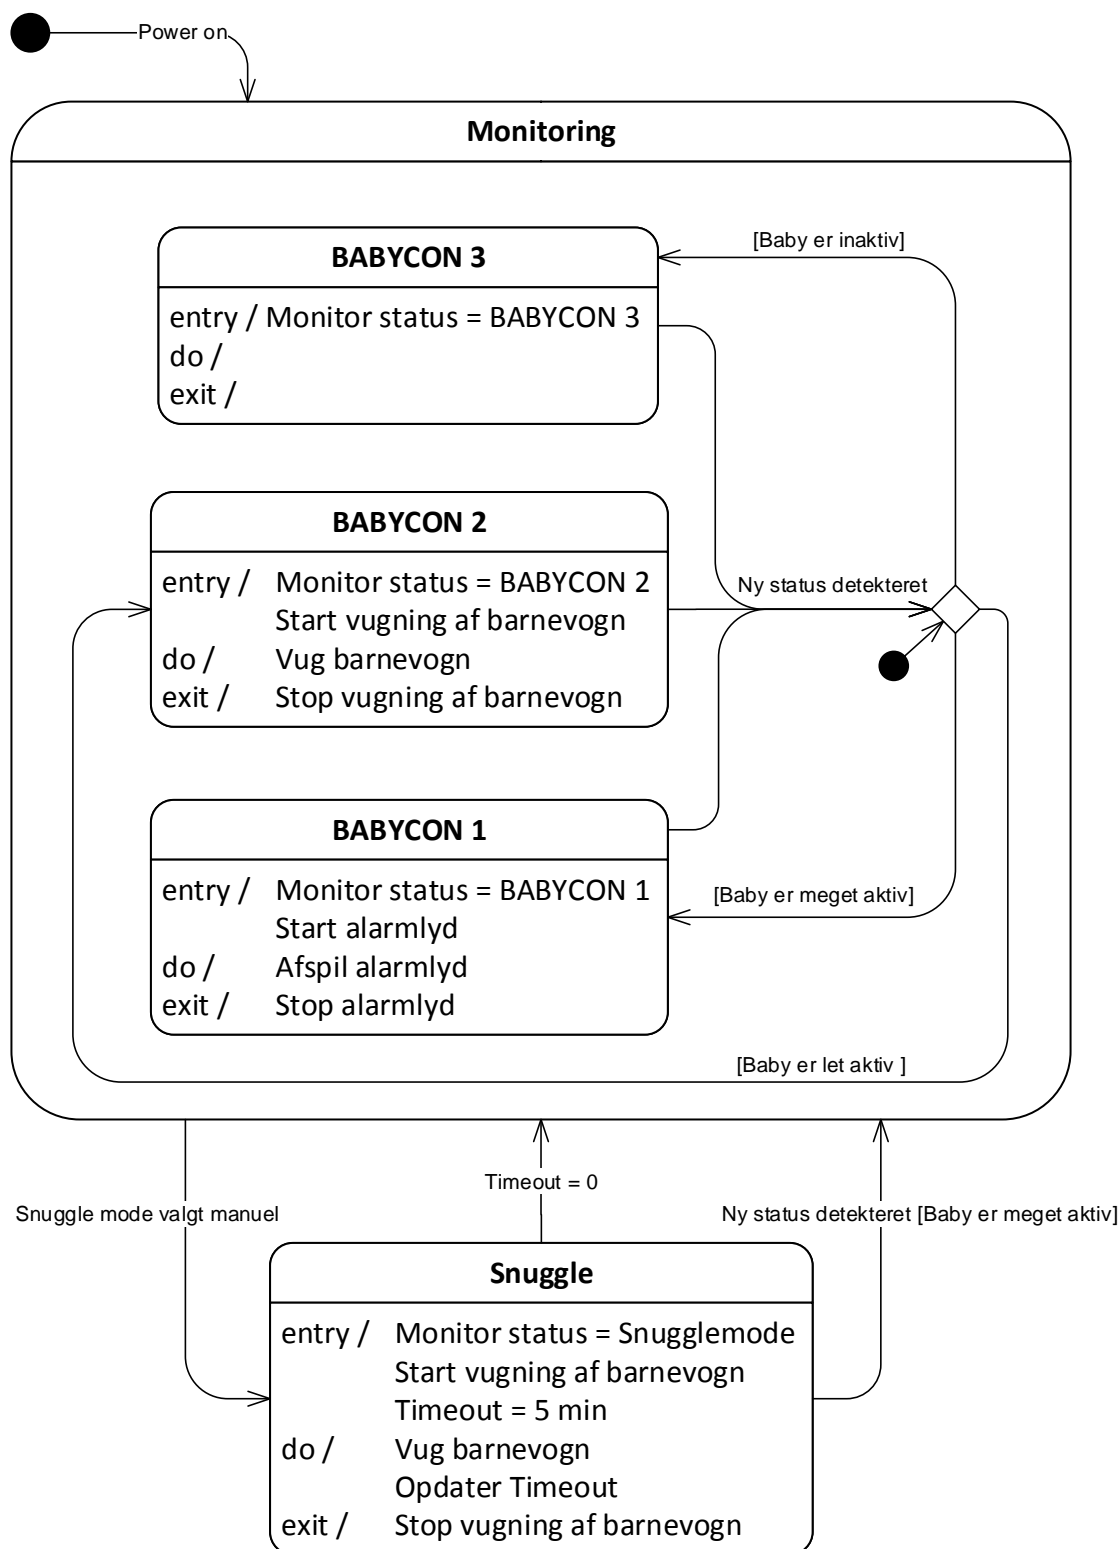 Power on
Monitoring
[Baby er inaktiv]
BABYCON 3
entry / Monitor status = BABYCON 3
do /
exit /
BABYCON 2
entry / Monitor status = BABYCON 2
Start vugning af barnevogn
do / Vug barnevogn
exit / Stop vugning af barnevogn
Ny status detekteret
BABYCON 1
entry / Monitor status = BABYCON 1
Start alarmlyd
do / Afspil alarmlyd
exit / Stop alarmlyd
[Baby er meget aktiv]
[Baby er let aktiv ]
Timeout = 0
Snuggle mode valgt manuel
Ny status detekteret [Baby er meget aktiv]
Snuggle
entry / Monitor status = Snugglemode
Start vugning af barnevogn
Timeout = 5 min
do / Vug barnevogn
Opdater Timeout
exit / Stop vugning af barnevogn